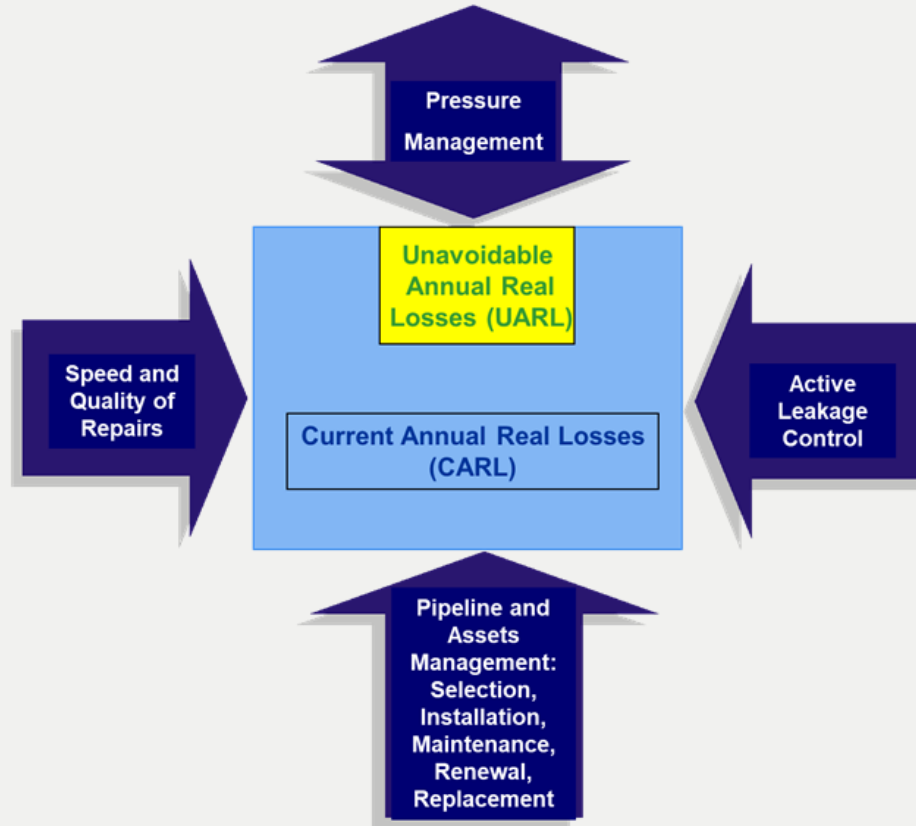 Pressure
Management
Unavoidable
Annual Real
Losses (UARL)
Speed and
Quality of
Repairs
Active
Leakage
Control
Current Annual Real Losses
(CARL)
Pipeline and
Assets
Management:
Selection,
Installation,
Maintenance,
Renewal,
Replacement